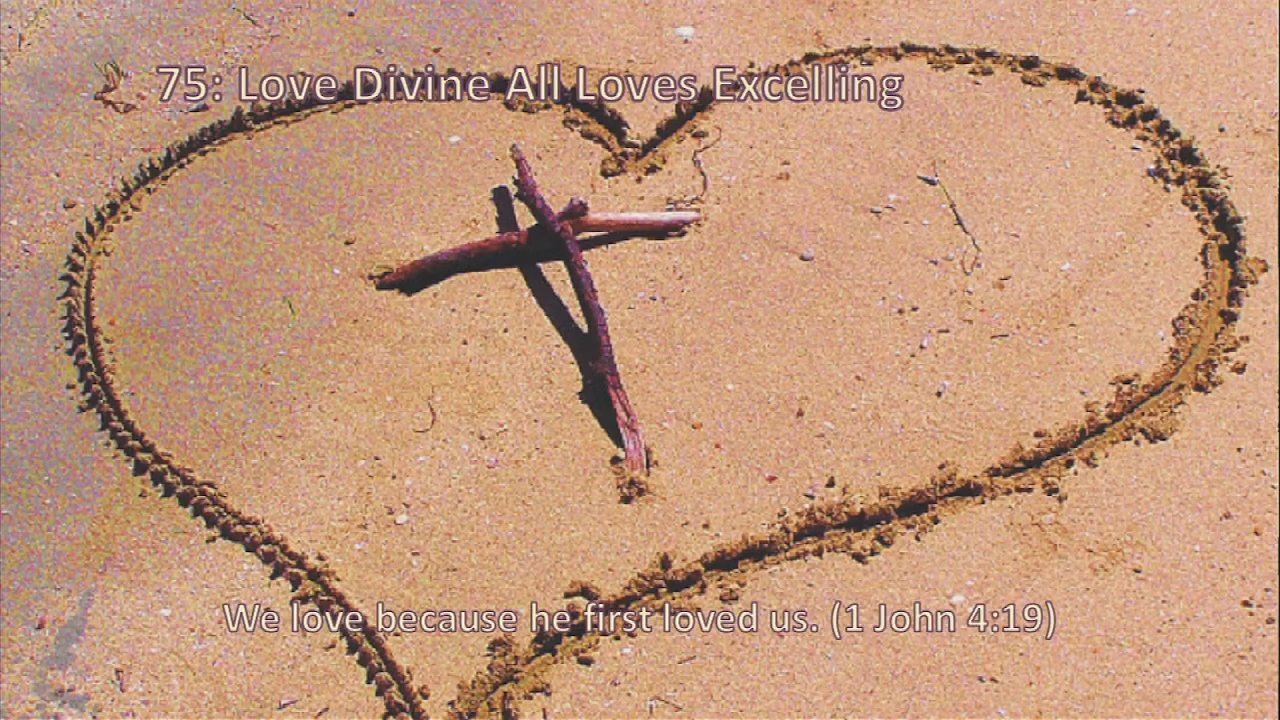 75: Love Divine All Loves Excelling
We love because he first loved us. (1 John 4:19)